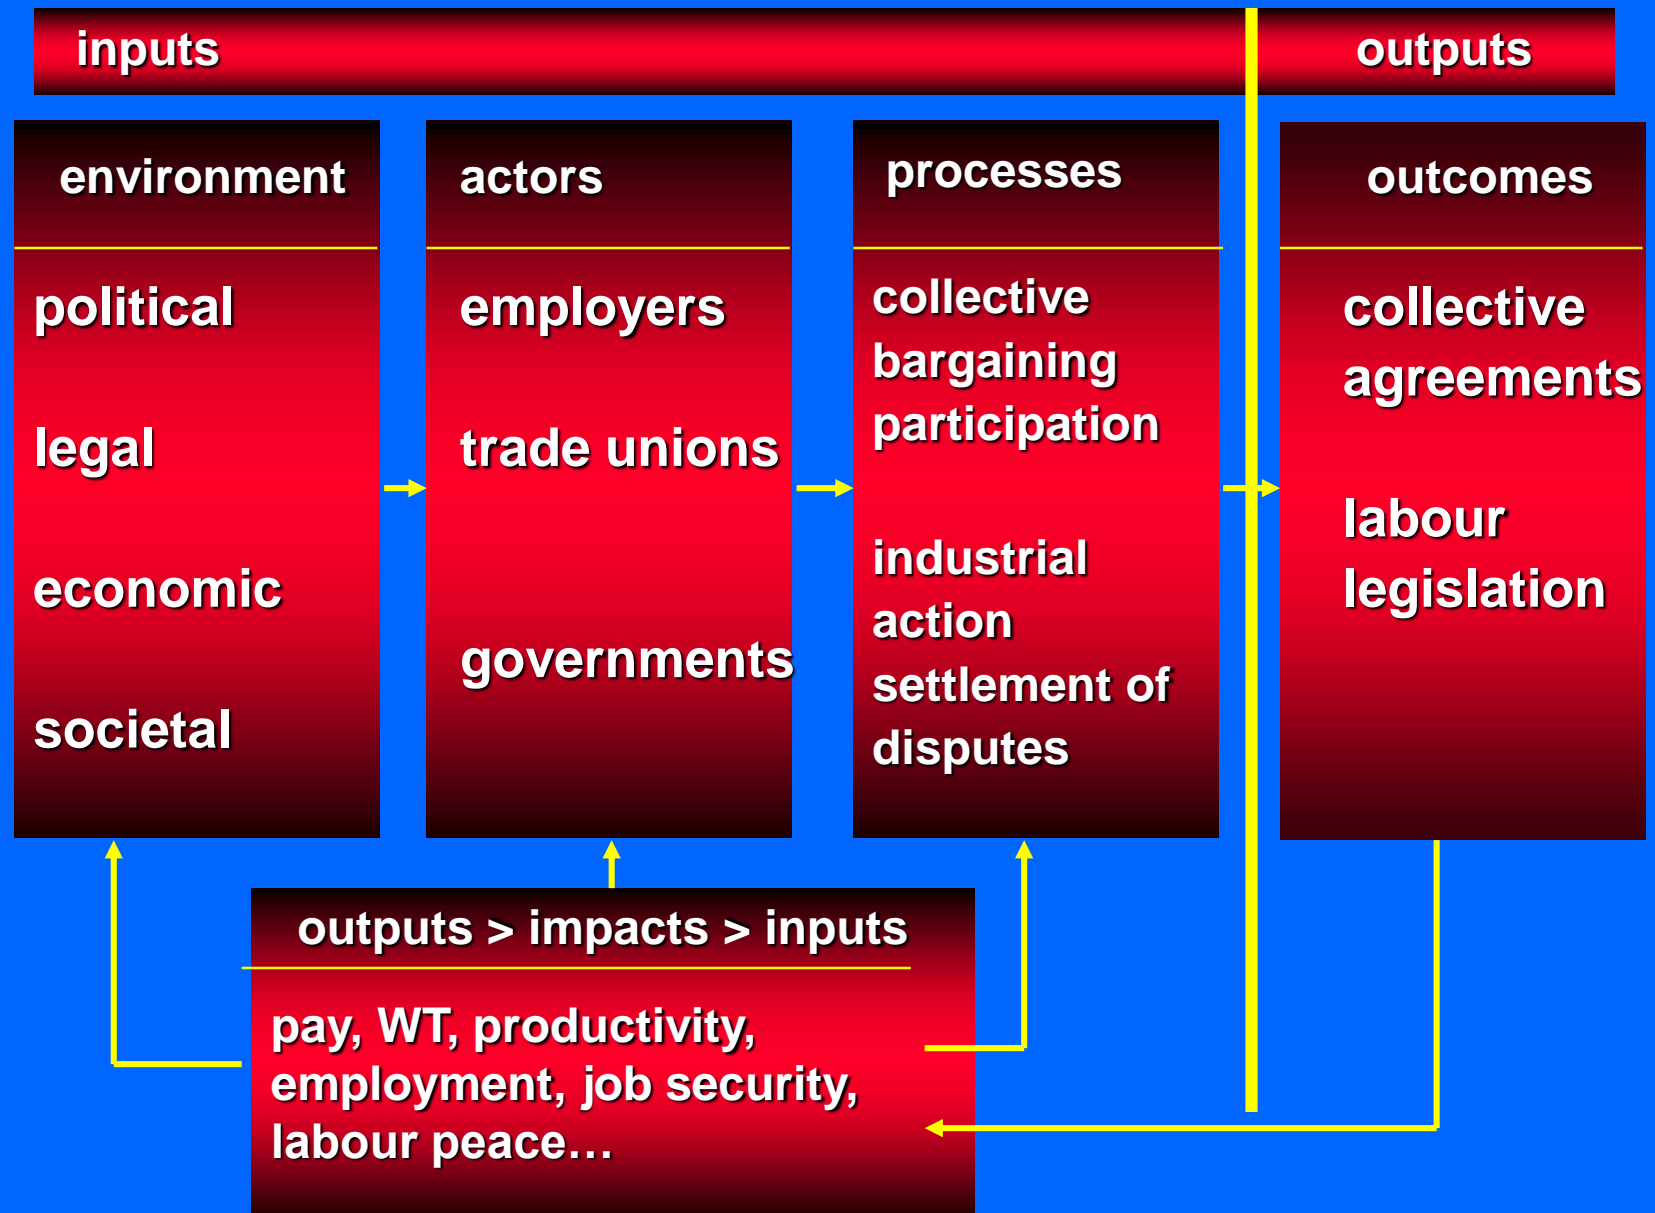 inputs
outputs
environment
political
legal
economic
societal
actors
employers
trade unions
governments
processes
collective
bargaining
participation
industrial
action
settlement of
disputes
outcomes
collective
agreements
labour
legislation
outputs > impacts > inputs
pay, WT, productivity,
employment, job security,
labour peace…